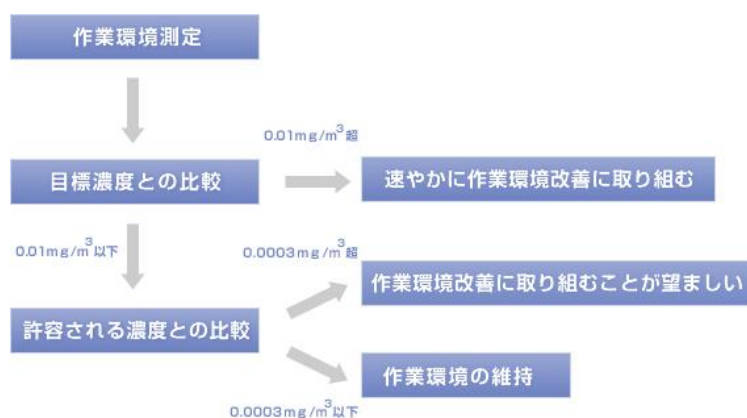 作業環境測定
0.01mg/m³超
目標濃度との比較
速やかに作業環境改善に取り組む
0.01mg/m³以下
0.0003mg/m³超
作業環境改善に取り組むことが望ましい
許容される濃度との比較
作業環境の維持
0.0003mg/m³以下